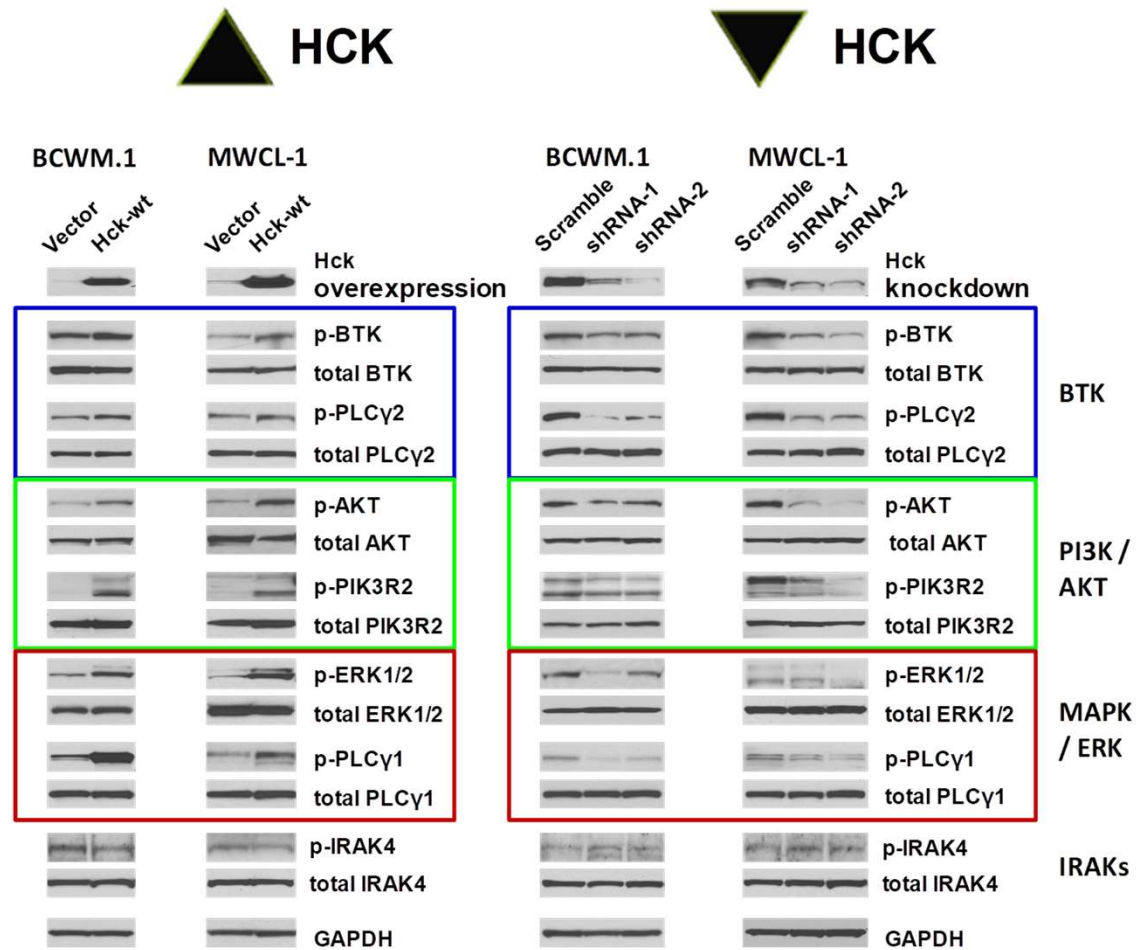 HCK
HCK
BCWM.1
MWCL-1
BCWM.1
MWCL-1
Vector
Hck-wt
Vector
Hck-wt
Scramble
shRNA-1
shRNA-2
Scramble
shRNA-1
shRNA-2
Hck
overexpression
Hck
knockdown
p-BTK
total BTK
p-PLCγ2
total PLCγ2
p-BTK
total BTK
p-PLCγ2
total PLCγ2
BTK
p-AKT
total AKT
p-PIK3R2
total PIK3R2
p-AKT
total AKT
p-PIK3R2
total PIK3R2
PI3K /
AKT
p-ERK1/2
total ERK1/2
p-PLCγ1
total PLCγ1
p-ERK1/2
total ERK1/2
p-PLCγ1
total PLCγ1
MAPK
/ ERK
p-IRAK4
total IRAK4
p-IRAK4
total IRAK4
IRAKs
GAPDH
GAPDH